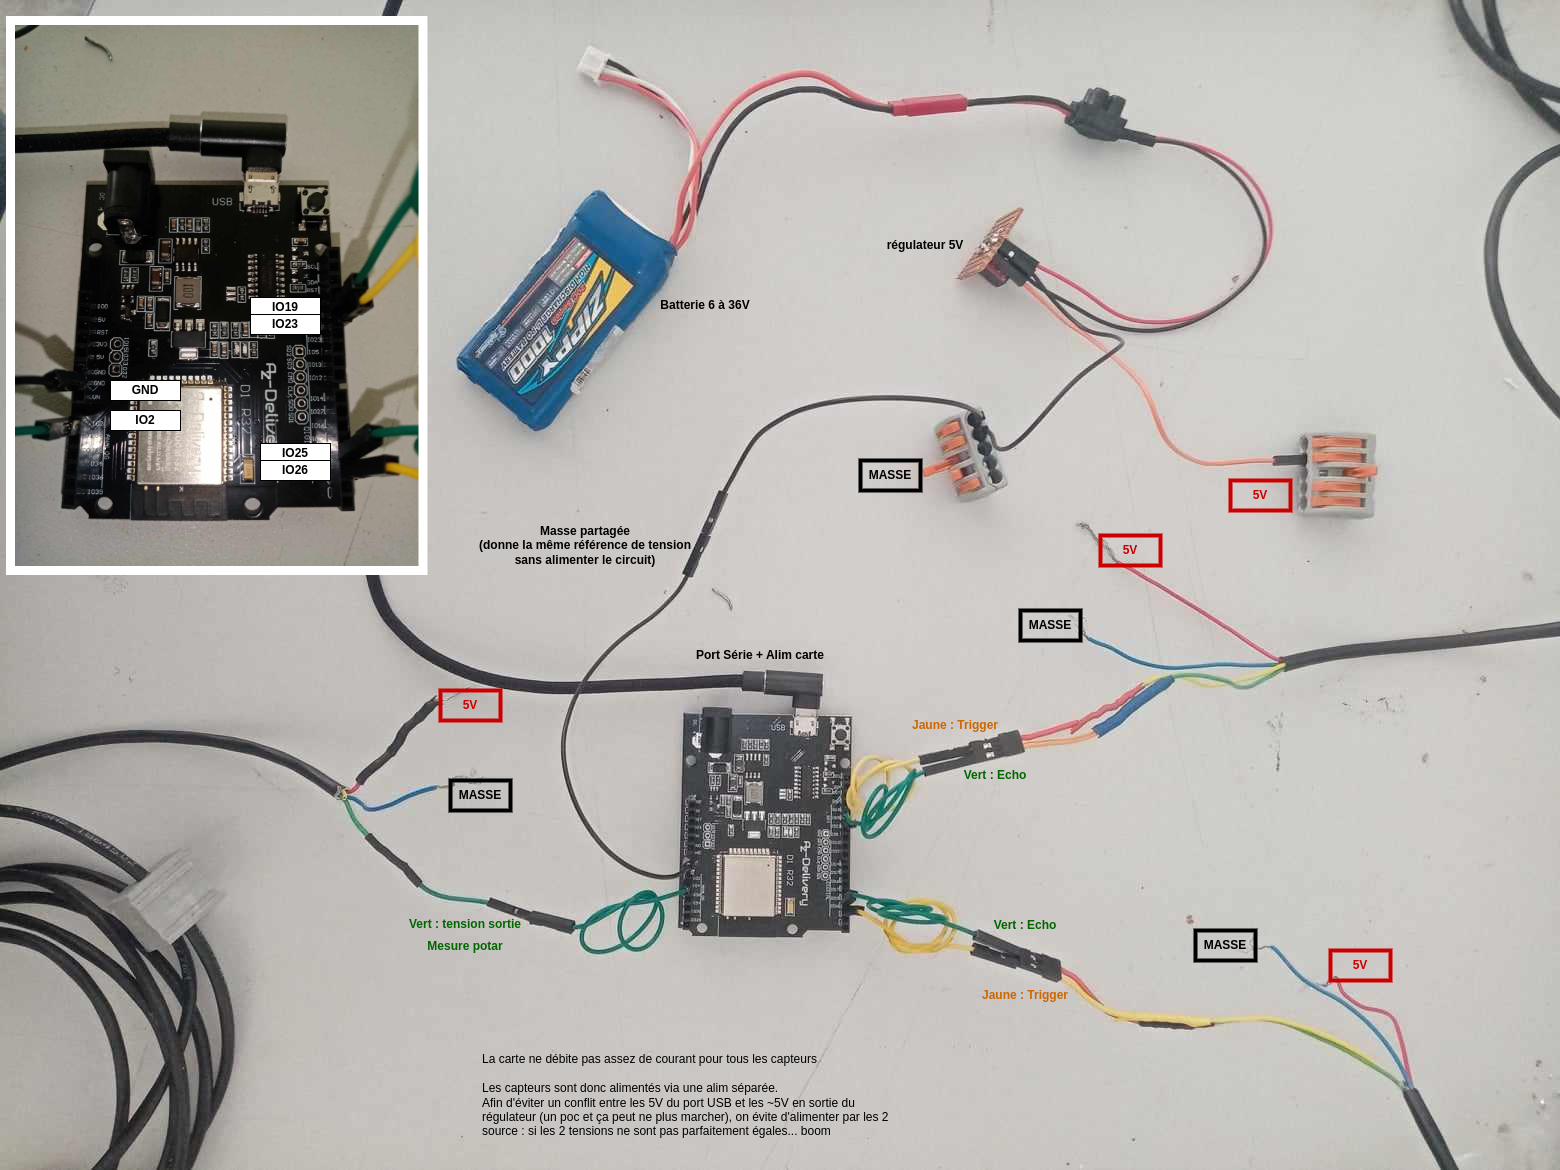 USB
IO19
IO23
GND
IO2
IO25
IO26
AZ-Delivery
D1 R32
régulateur 5V
Batterie 6 à 36V
ZIPPY
1000
MASSE
5V
Masse partagée
(donne la même référence de tension
sans alimenter le circuit)
5V
MASSE
Port Série + Alim carte
5V
Jaune : Trigger
USB
Vert : Echo
MASSE
D1 R32
AZ-Delivery
Vert : tension sortie
Mesure potar
Vert : Echo
MASSE
5V
Jaune : Trigger
La carte ne débite pas assez de courant pour tous les capteurs
Les capteurs sont donc alimentés via une alim séparée.
Afin d'éviter un conflit entre les 5V du port USB et les ~5V en sortie du
régulateur (un poc et ça peut ne plus marcher), on évite d'alimenter par les 2
source : si les 2 tensions ne sont pas parfaitement égales... boom